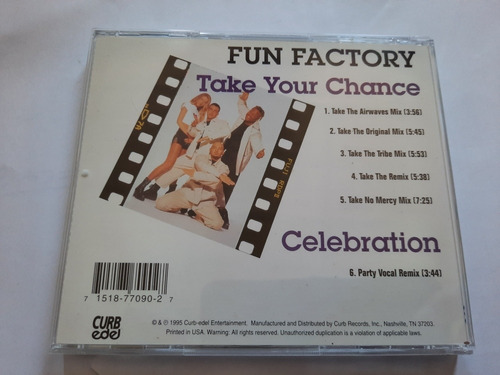 FUN FACTORY
Take Your Chance
1. Take The Airwaves Mix (3:56)
2. Take The Original Mix (5:45)
3. Take The Tribe Mix (5:53)
4. Take The Remix (5:38)
5. Take No Mercy Mix (7:25)
Celebration
6. Party Vocal Remix (3:44)
7 15187-77090-2 7
CURB
edel
© & ℗ 1995 Curb-edel Entertainment. Manufactured and Distributed by Curb Records, Inc., Nashville, TN 37203.
Printed in USA. Warning: All rights reserved. Unauthorized duplication is a violation of applicable laws.